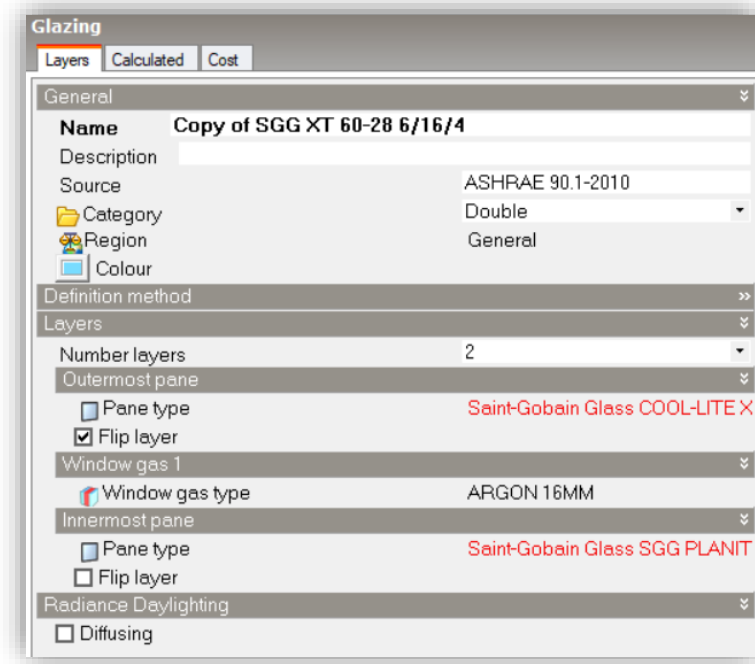 Glazing
Layers Calculated Cost
General
Name Copy of SGG XT 60-28 6/16/4
Description
Source ASHRAE 90.1-2010
Category Double
Region General
Colour
Definition method
Layers
Number layers 2
Outermost pane
Pane type Saint-Gobain Glass COOL-LITE X
Flip layer
Window gas 1
Window gas type ARGON 16MM
Innermost pane
Pane type Saint-Gobain Glass SGG PLANIT
Flip layer
Radiance Daylighting
Diffusing